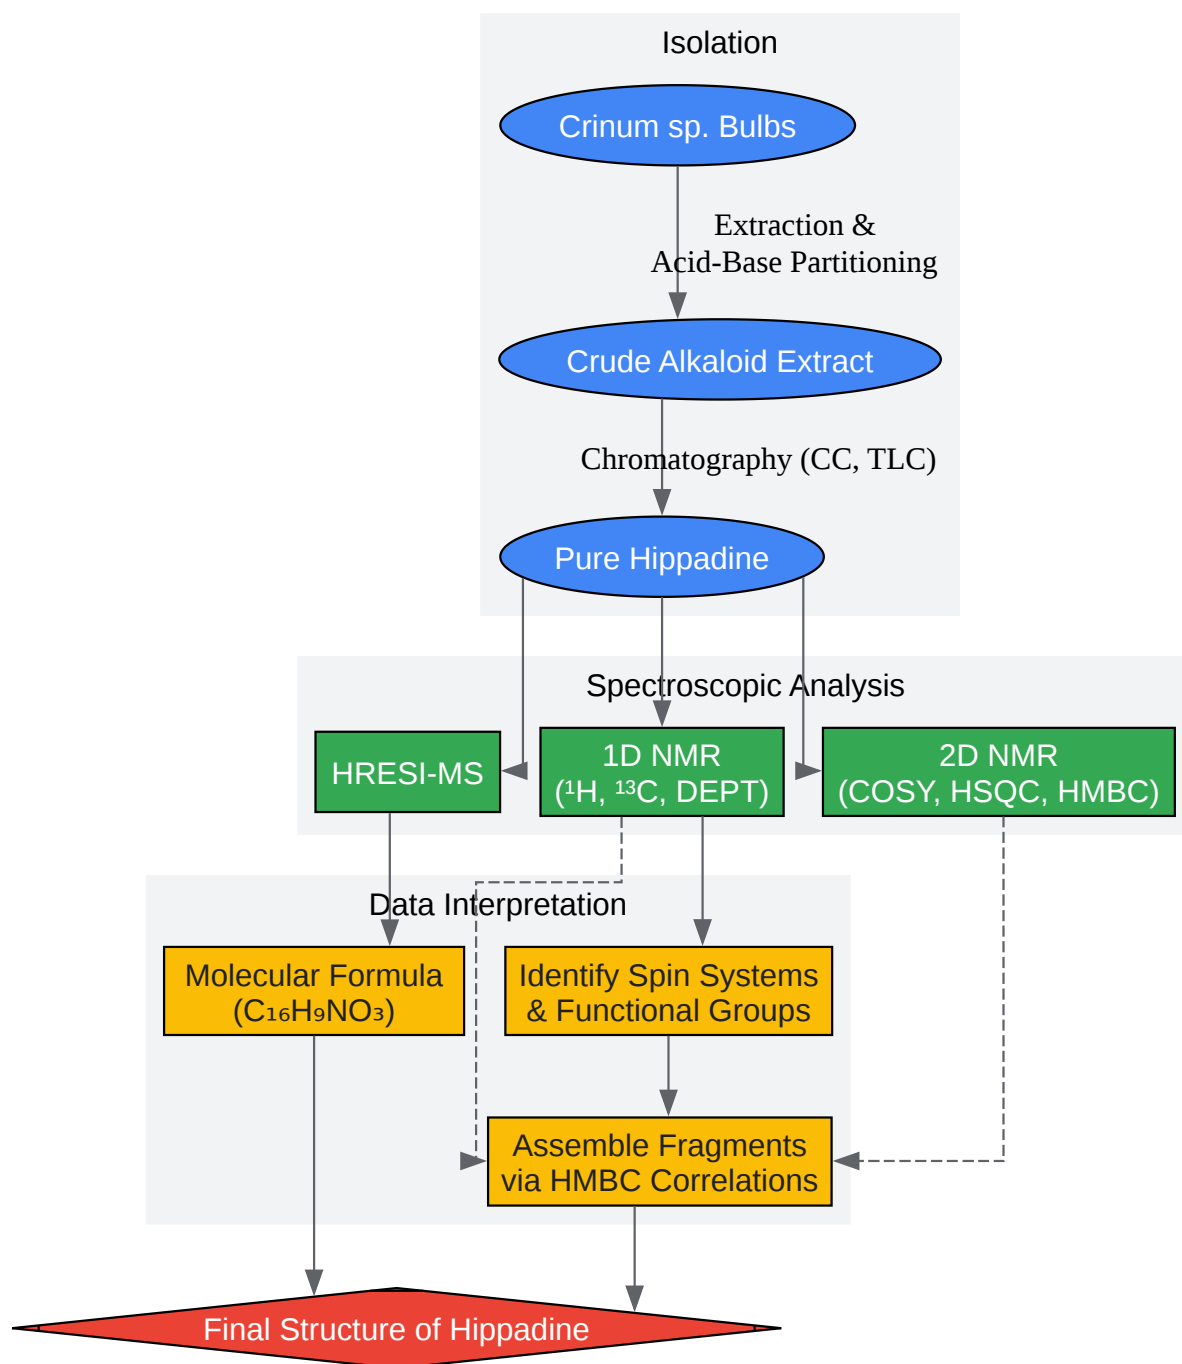 Isolation
Crinum sp. Bulbs
Extraction &
Acid-Base Partitioning
Crude Alkaloid Extract
Chromatography (CC, TLC)
Pure Hippadine
Spectroscopic Analysis
HRESI-MS
1D NMR
(¹H, ¹³C, DEPT)
2D NMR
(COSY, HSQC, HMBC)
Data Interpretation
Molecular Formula
(C₁₆H₉NO₃)
Identify Spin Systems
& Functional Groups
Assemble Fragments
via HMBC Correlations
Final Structure of Hippadine